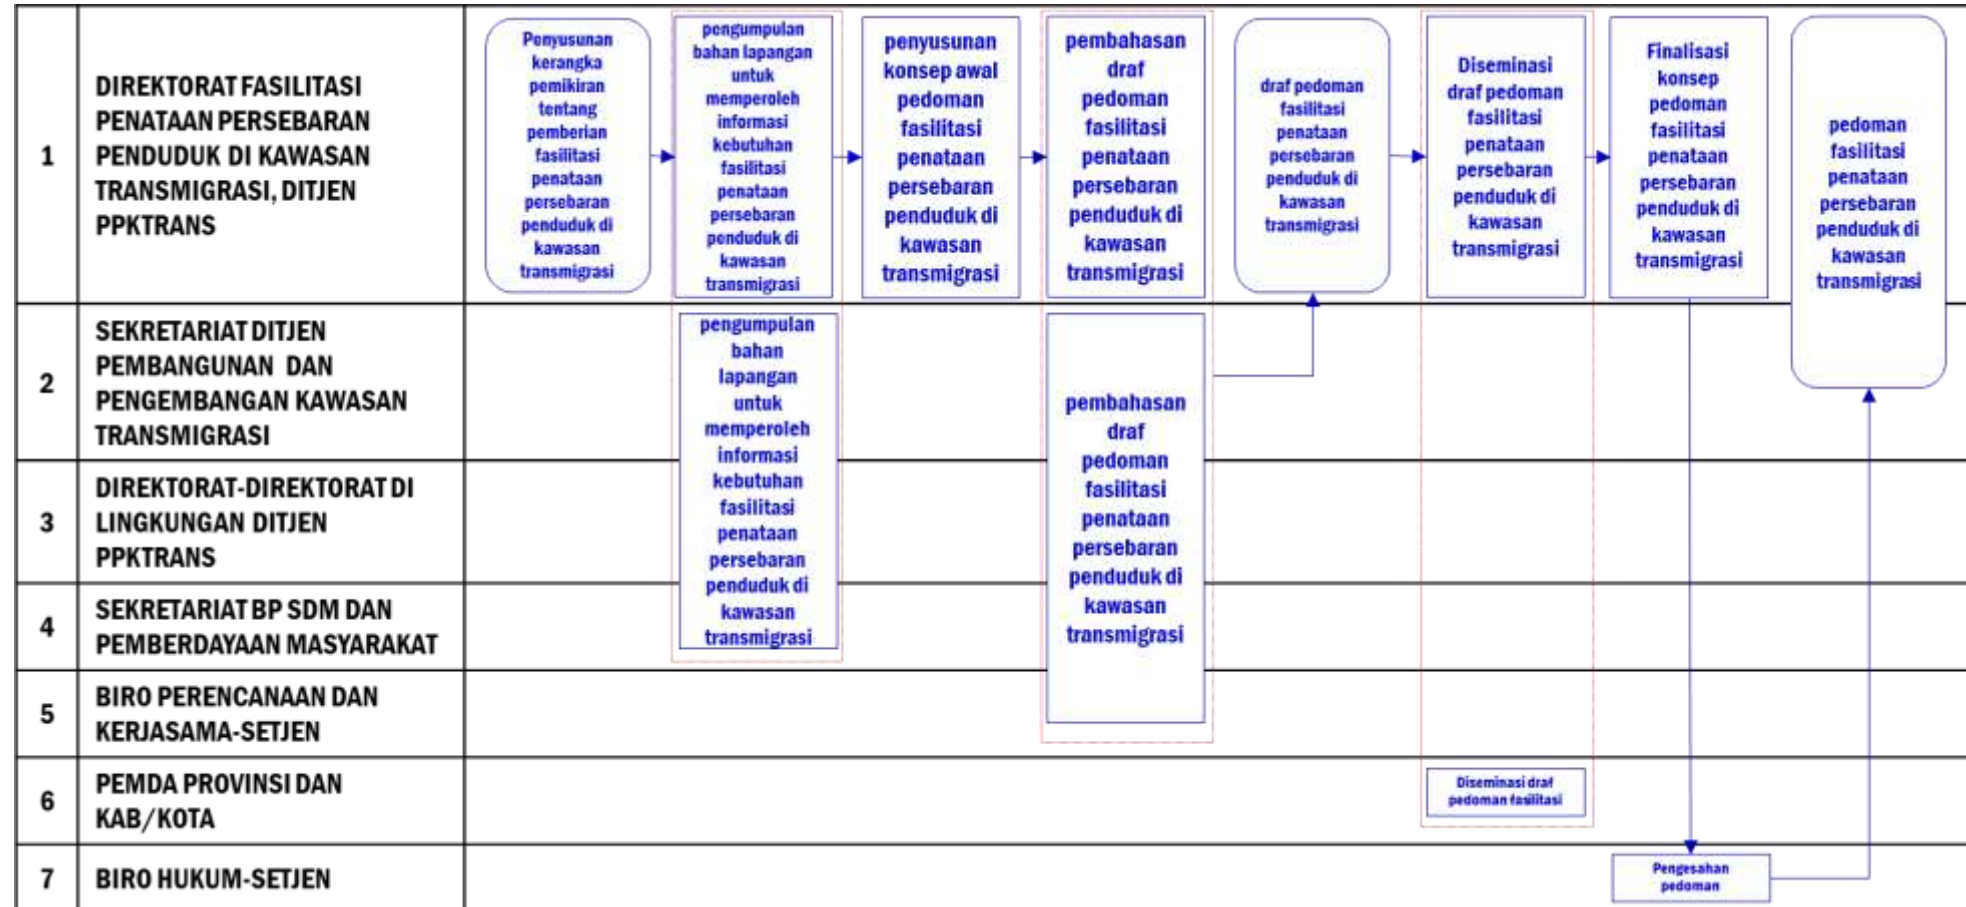 1
DIREKTORAT FASILITASI
PENATAAN PERSEBARAN
PENDUDUK DI KAWASAN
TRANSMIGRASI, DITJEN
PPKTRANS
Penyusunan
kerangka
pemikiran
tentang
pemberian
fasilitasi
penataan
persebaran
penduduk di
kawasan
transmigrasi
pengumpulan
bahan lapangan
untuk
memperoleh
informasi
kebutuhan
fasilitasi
penataan
persebaran
penduduk di
kawasan
transmigrasi
penyusunan
konsep awal
pedoman
fasilitasi
penataan
persebaran
penduduk di
kawasan
transmigrasi
pembahasan
draf
pedoman
fasilitasi
penataan
persebaran
penduduk di
kawasan
transmigrasi
draf pedoman
fasilitasi
penataan
persebaran
penduduk di
kawasan
transmigrasi
Diseminasi
draf pedoman
fasilitasi
penataan
persebaran
penduduk di
kawasan
transmigrasi
Finalisasi
konsep
pedoman
fasilitasi
penataan
persebaran
penduduk di
kawasan
transmigrasi
pedoman
fasilitasi
penataan
persebaran
penduduk di
kawasan
transmigrasi
2
SEKRETARIAT DITJEN
PEMBANGUNAN DAN
PENGEMBANGAN KAWASAN
TRANSMIGRASI
pengumpulan
bahan
lapangan
untuk
memperoleh
informasi
kebutuhan
fasilitasi
penataan
persebaran
penduduk di
kawasan
transmigrasi
pembahasan
draf
pedoman
fasilitasi
penataan
persebaran
penduduk di
kawasan
transmigrasi
3
DIREKTORAT-DIREKTORAT DI
LINGKUNGAN DITJEN
PPKTRANS
4
SEKRETARIAT BP SDM DAN
PEMBERDAYAAN MASYARAKAT
5
BIRO PERENCANAAN DAN
KERJASAMA-SETJEN
6
PEMDA PROVINSI DAN
KAB/KOTA
Diseminasi draf
pedoman fasilitasi
7
BIRO HUKUM-SETJEN
Pengesahan
pedoman